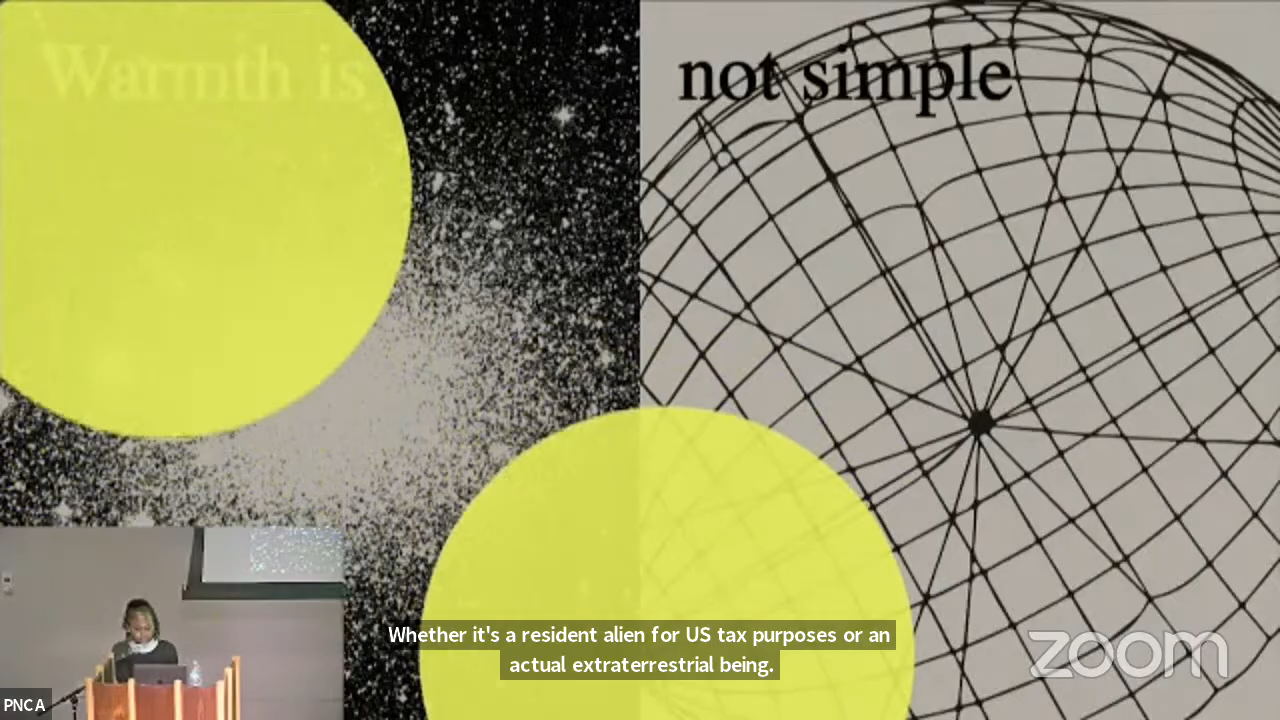 Warmth is
not simple
Whether it's a resident alien for US tax purposes or an
actual extraterrestrial being.
zoom
PNCA